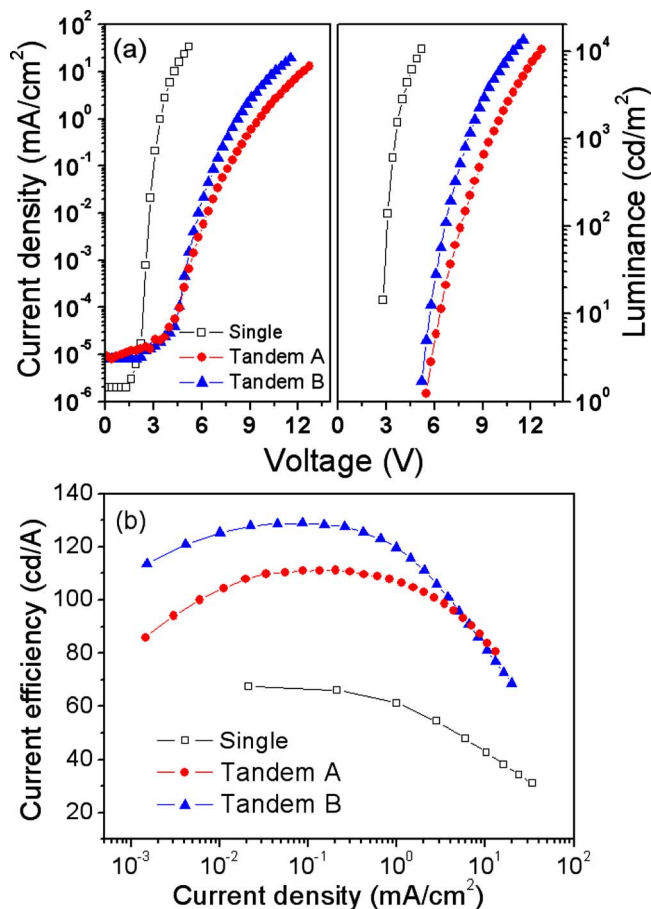 (a)
Current density (mA/cm²)
10²
10¹
10⁰
10⁻¹
10⁻²
10⁻³
10⁻⁴
10⁻⁵
10⁻⁶
Single
Tandem A
Tandem B
0 3 6 9 12
0 3 6 9 12
Voltage (V)
10⁴
10³
10²
10¹
10⁰
Luminance (cd/m²)
(b)
Current efficiency (cd/A)
140
120
100
80
60
40
20
Single
Tandem A
Tandem B
10⁻³ 10⁻² 10⁻¹ 10⁰ 10¹ 10²
Current density (mA/cm²)